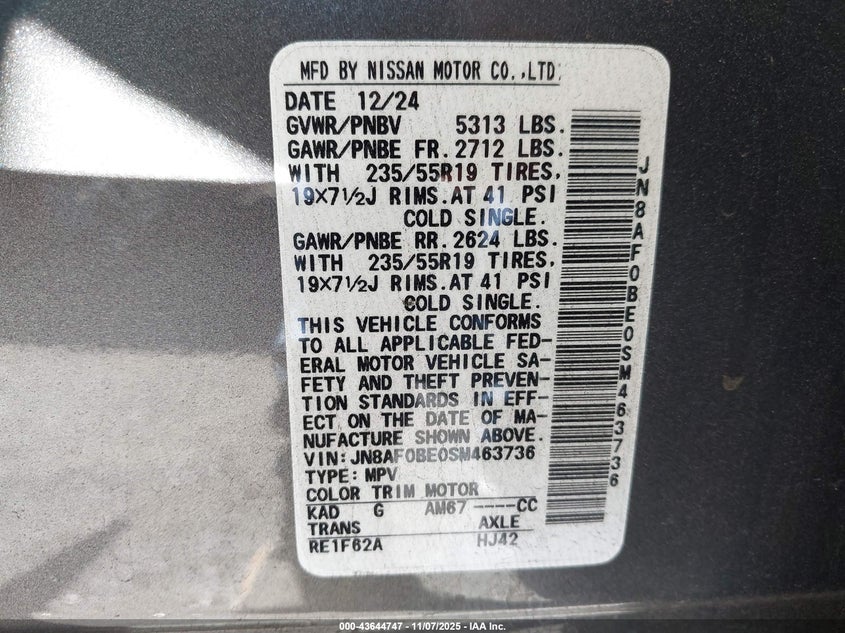 MFD BY NISSAN MOTOR CO.,LTD.
DATE 12/24
GVWR/PNBV 5313 LBS.
GAWR/PNBE FR. 2712 LBS.
WITH 235/55R19 TIRES,
19×7½J RIMS. AT 41 PSI
COLD SINGLE.
GAWR/PNBE RR. 2624 LBS.
WITH 235/55R19 TIRES,
19×7½J RIMS. AT 41 PSI
COLD SINGLE.
THIS VEHICLE CONFORMS
TO ALL APPLICABLE FED-
ERAL MOTOR VEHICLE SA-
FETY AND THEFT PREVEN-
TION STANDARDS IN EFF-
ECT ON THE DATE OF MA-
NUFACTURE SHOWN ABOVE.
VIN:JN8AF0BE0SM463736
TYPE:MPV
COLOR TRIM MOTOR
KAD G AM67 ----CC
TRANS AXLE
RE1F62A HJ42
JN8AF0BE0SM463736
000-43644747 - 11/07/2025 - IAA Inc.